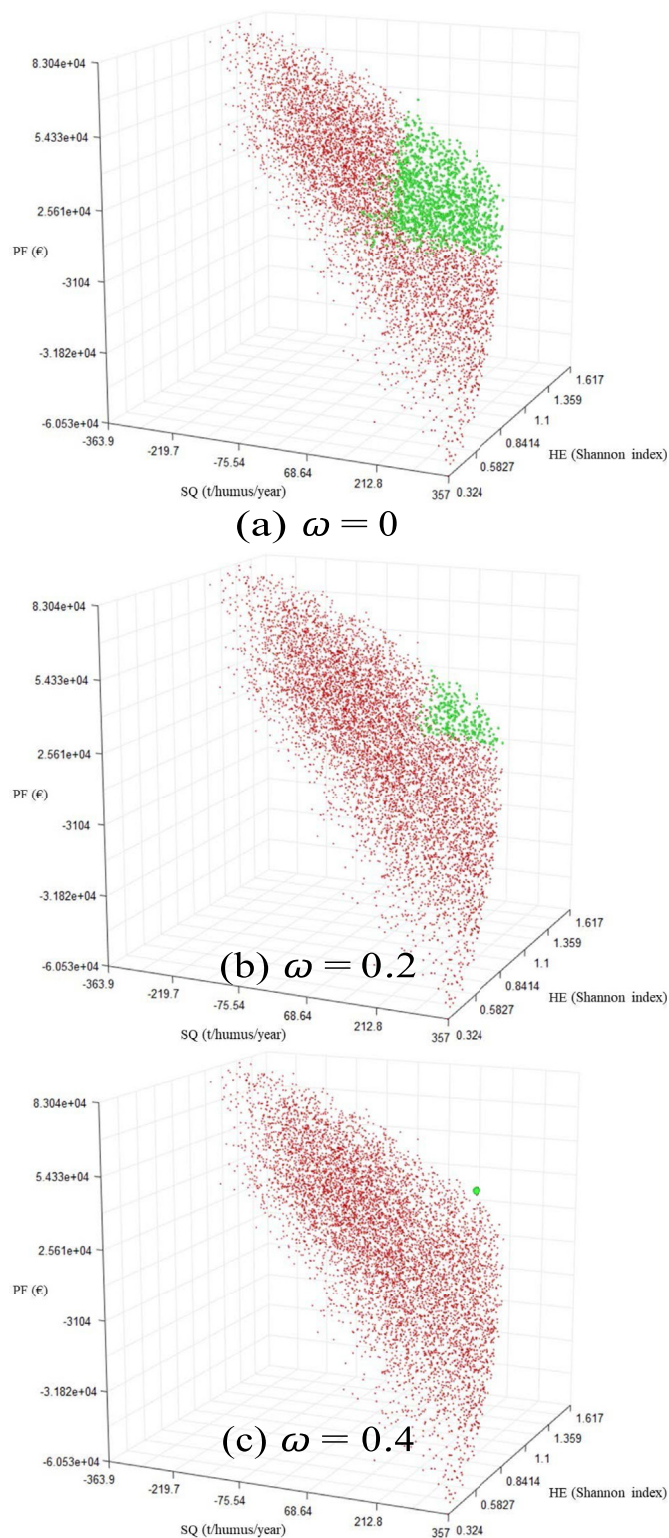 8.304e+04
5.433e+04
2.561e+04
PF (€)
-3104
-3.182e+04
-6.053e+04
-363.9
-219.7
-75.54
68.64
212.8
357
SQ (t/humus/year)
0.324
0.5827
0.8414
1.1
1.359
1.617
HE (Shannon index)
(a) ω = 0
8.304e+04
5.433e+04
2.561e+04
PF (€)
-3104
-3.182e+04
-6.053e+04
-363.9
-219.7
-75.54
68.64
212.8
357
SQ (t/humus/year)
0.324
0.5827
0.8414
1.1
1.359
1.617
HE (Shannon index)
(b) ω = 0.2
8.304e+04
5.433e+04
2.561e+04
PF (€)
-3104
-3.182e+04
-6.053e+04
-363.9
-219.7
-75.54
68.64
212.8
357
SQ (t/humus/year)
0.324
0.5827
0.8414
1.1
1.359
1.617
HE (Shannon index)
(c) ω = 0.4